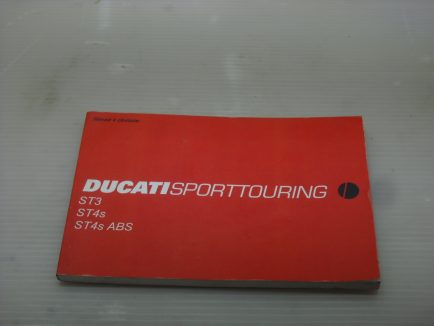 DUCATISPORTTOURING
ST3
ST4s
ST4s ABS